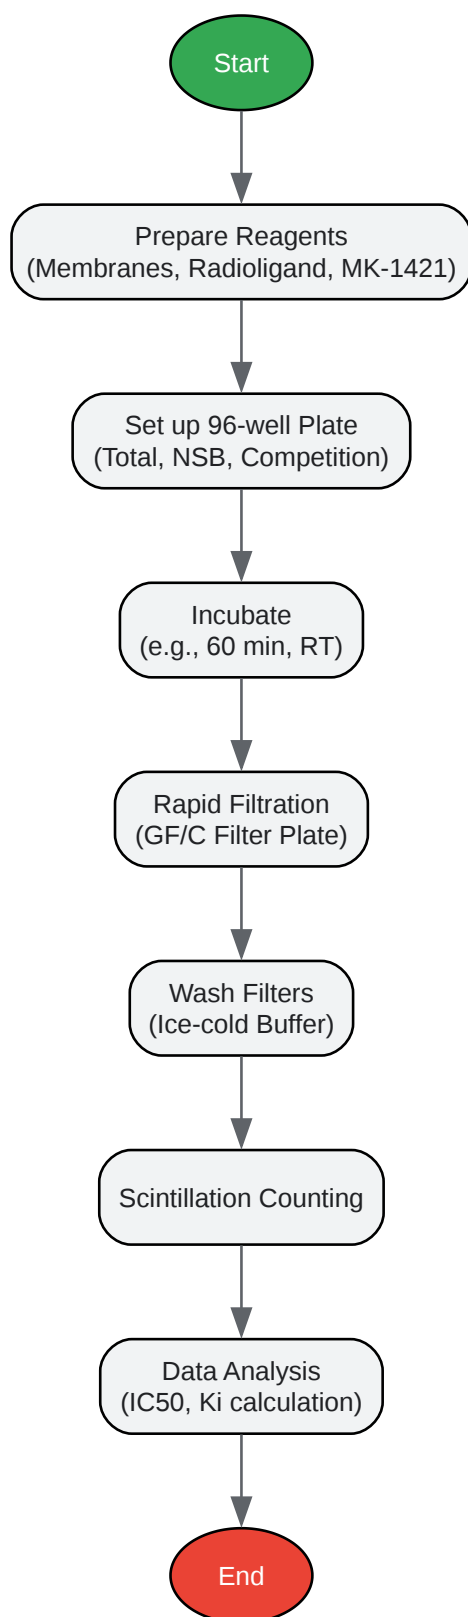 Start
Prepare Reagents
(Membranes, Radioligand, MK-1421)
Set up 96-well Plate
(Total, NSB, Competition)
Incubate
(e.g., 60 min, RT)
Rapid Filtration
(GF/C Filter Plate)
Wash Filters
(Ice-cold Buffer)
Scintillation Counting
Data Analysis
(IC50, Ki calculation)
End